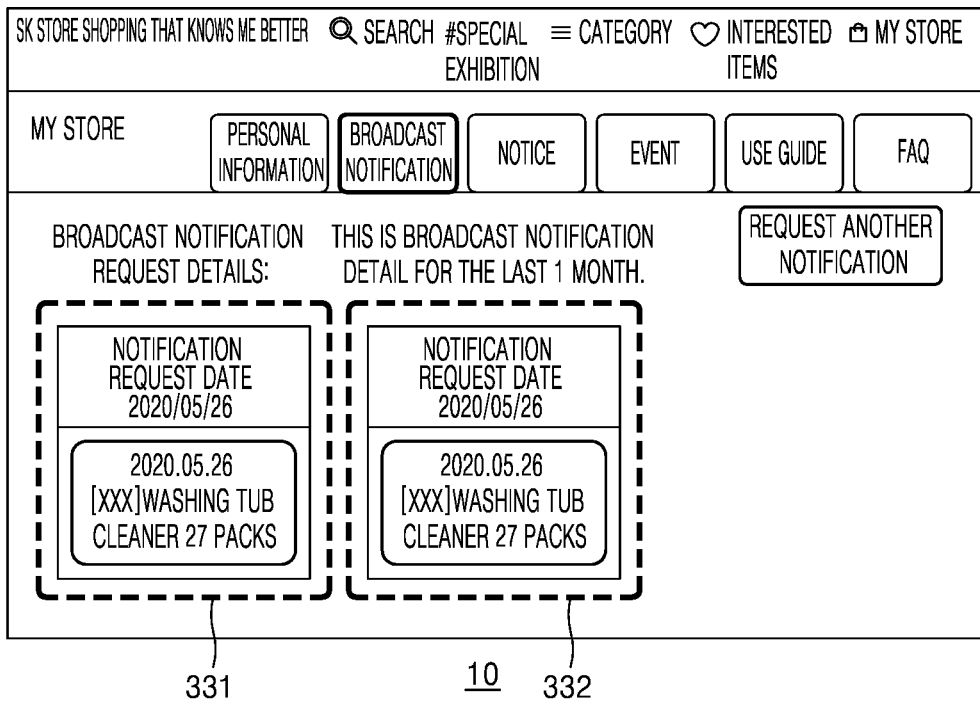 SK STORE SHOPPING THAT KNOWS ME BETTER SEARCH #SPECIAL CATEGORY INTERESTED MY STORE
EXHIBITION ITEMS
MY STORE
PERSONAL
INFORMATION
BROADCAST
NOTIFICATION
NOTICE
EVENT
USE GUIDE
FAQ
BROADCAST NOTIFICATION
REQUEST DETAILS:
THIS IS BROADCAST NOTIFICATION
DETAIL FOR THE LAST 1 MONTH.
REQUEST ANOTHER
NOTIFICATION
NOTIFICATION
REQUEST DATE
2020/05/26
2020.05.26
[XXX]WASHING TUB
CLEANER 27 PACKS
NOTIFICATION
REQUEST DATE
2020/05/26
2020.05.26
[XXX]WASHING TUB
CLEANER 27 PACKS
331
10
332